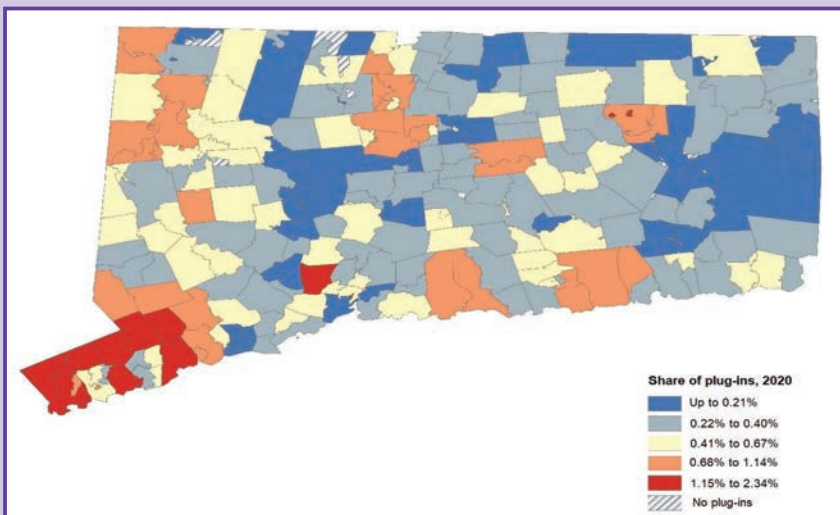 Share of plug-ins, 2020
Up to 0.21%
0.22% to 0.40%
0.41% to 0.67%
0.68% to 1.14%
1.15% to 2.34%
No plug-ins